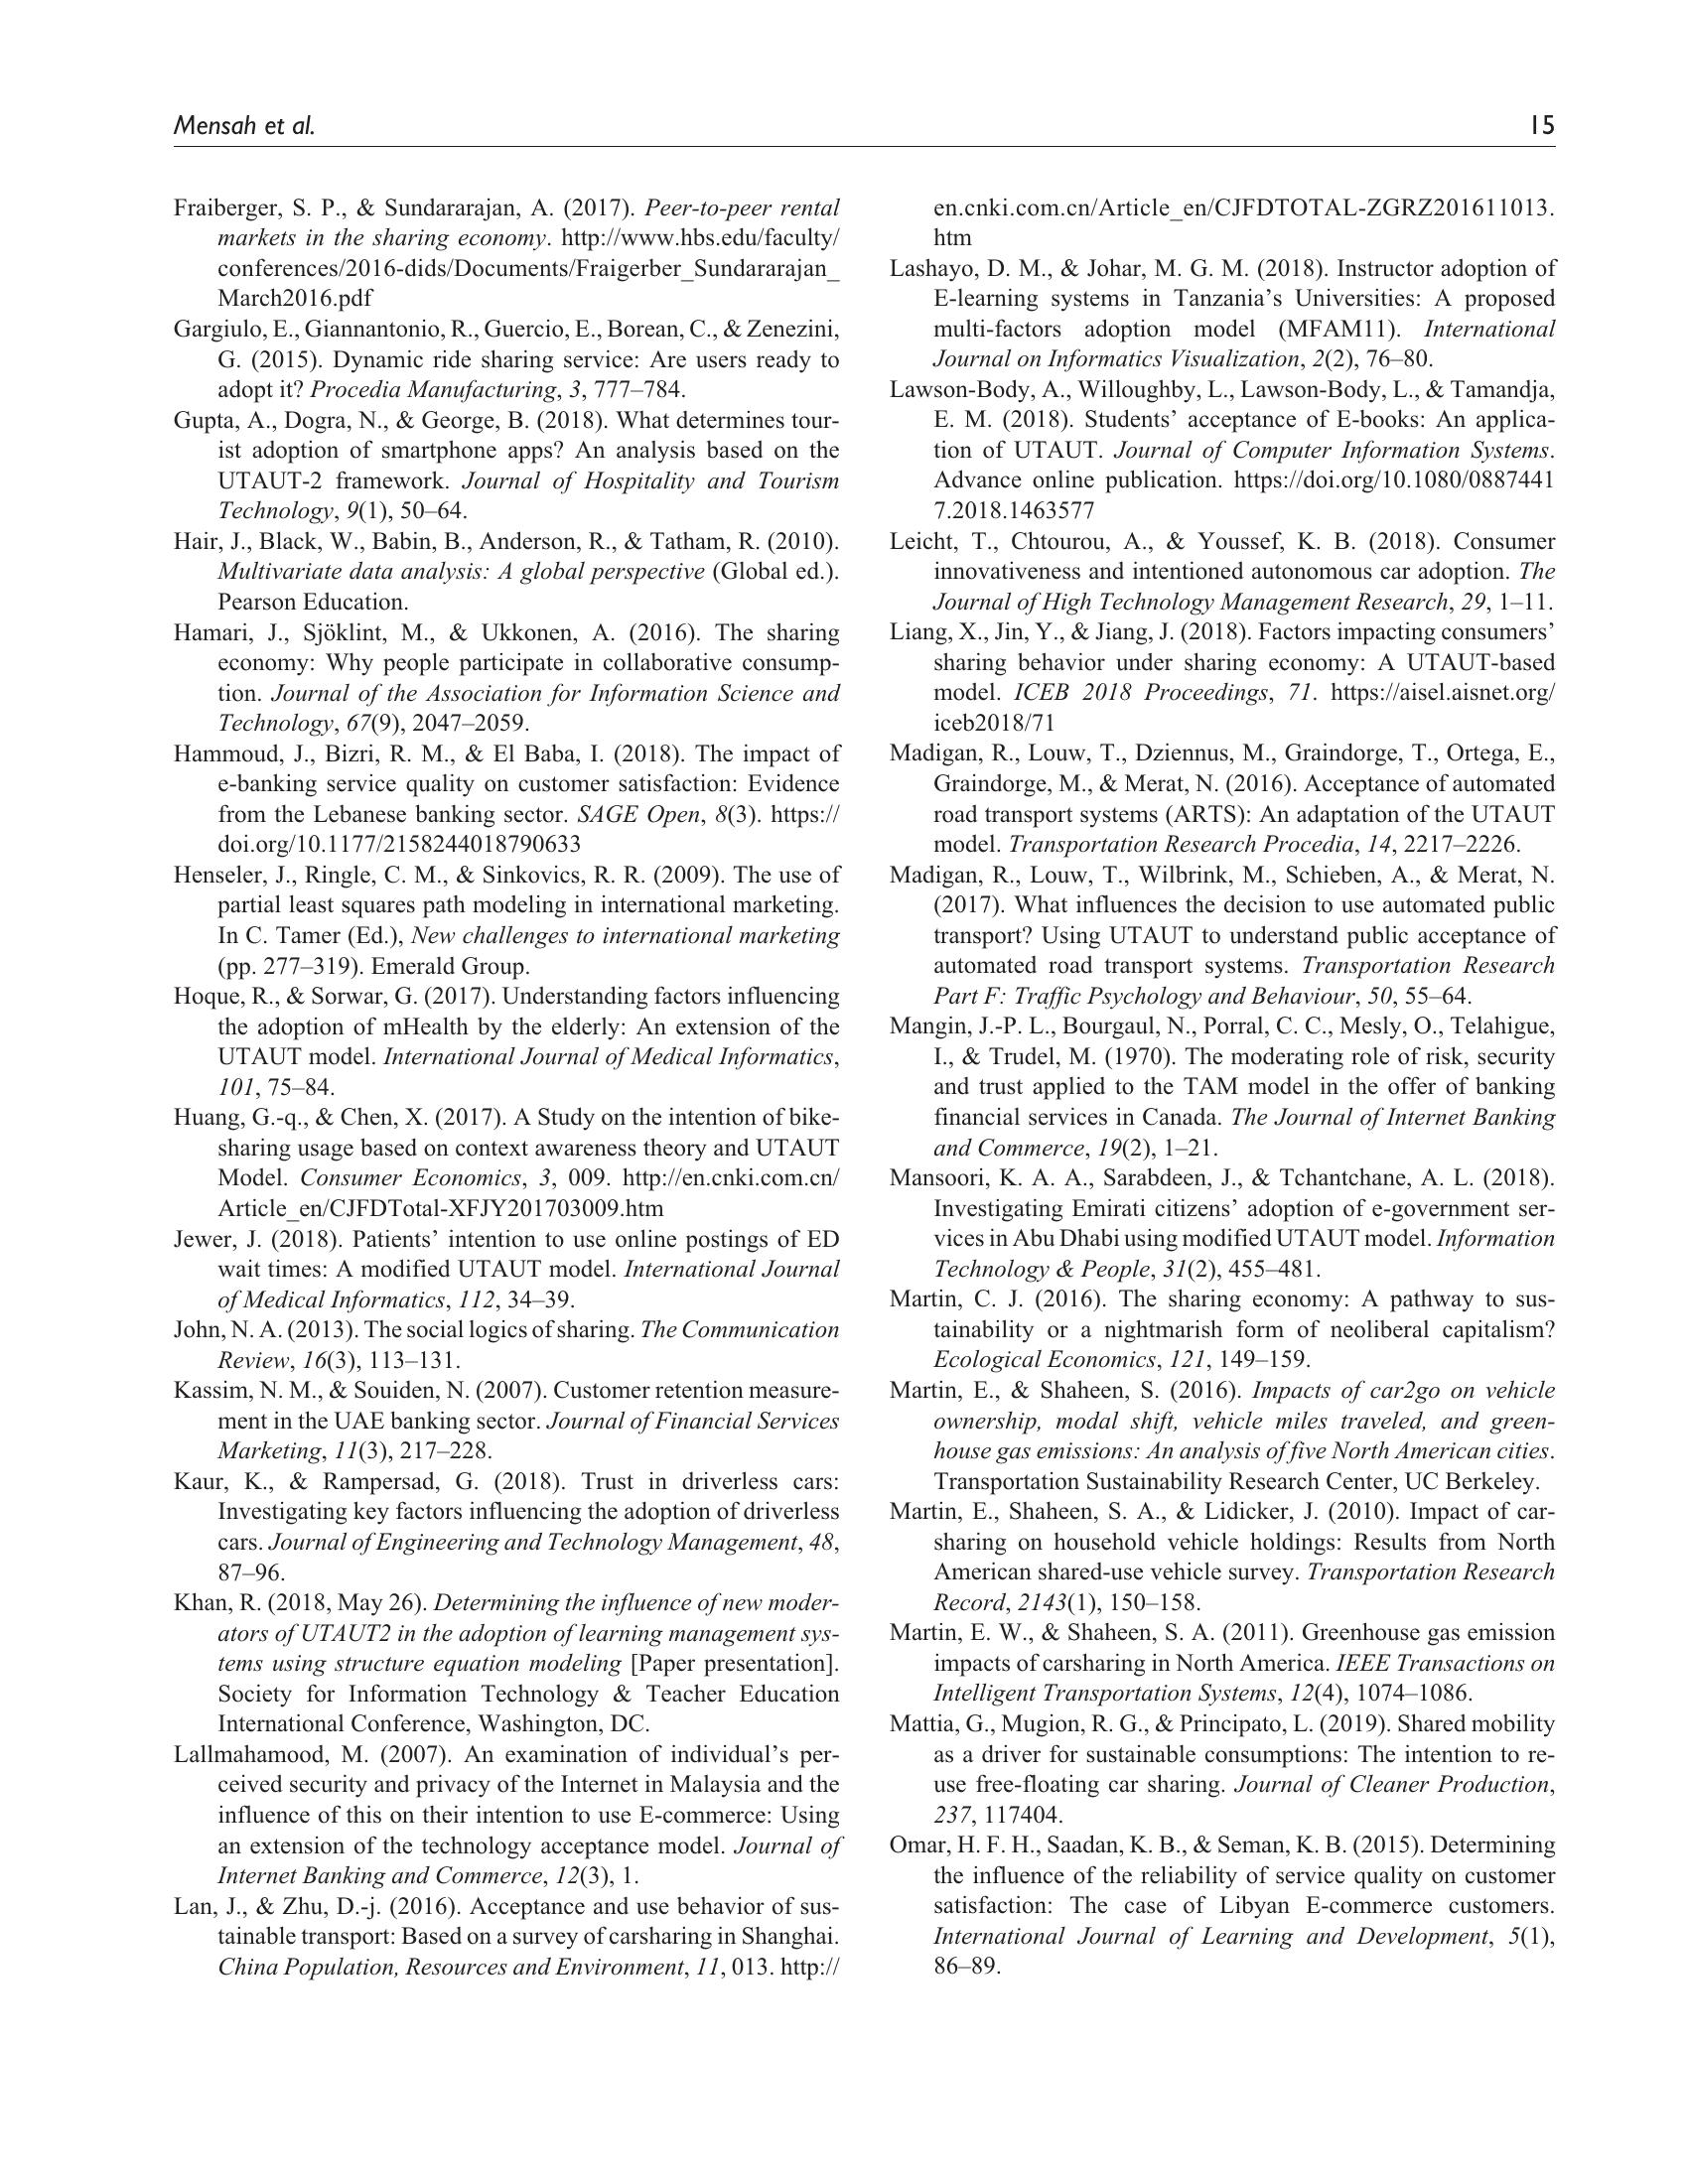 Mensah et al.
15
Fraiberger, S. P., & Sundararajan, A. (2017). Peer-to-peer rental
markets in the sharing economy. http://www.hbs.edu/faculty/
conferences/2016-dids/Documents/Fraigerber_Sundararajan_
March2016.pdf
Gargiulo, E., Giannantonio, R., Guercio, E., Borean, C., & Zenezini,
G. (2015). Dynamic ride sharing service: Are users ready to
adopt it? Procedia Manufacturing, 3, 777–784.
Gupta, A., Dogra, N., & George, B. (2018). What determines tour-
ist adoption of smartphone apps? An analysis based on the
UTAUT-2 framework. Journal of Hospitality and Tourism
Technology, 9(1), 50–64.
Hair, J., Black, W., Babin, B., Anderson, R., & Tatham, R. (2010).
Multivariate data analysis: A global perspective (Global ed.).
Pearson Education.
Hamari, J., Sjöklint, M., & Ukkonen, A. (2016). The sharing
economy: Why people participate in collaborative consump-
tion. Journal of the Association for Information Science and
Technology, 67(9), 2047–2059.
Hammoud, J., Bizri, R. M., & El Baba, I. (2018). The impact of
e-banking service quality on customer satisfaction: Evidence
from the Lebanese banking sector. SAGE Open, 8(3). https://
doi.org/10.1177/2158244018790633
Henseler, J., Ringle, C. M., & Sinkovics, R. R. (2009). The use of
partial least squares path modeling in international marketing.
In C. Tamer (Ed.), New challenges to international marketing
(pp. 277–319). Emerald Group.
Hoque, R., & Sorwar, G. (2017). Understanding factors influencing
the adoption of mHealth by the elderly: An extension of the
UTAUT model. International Journal of Medical Informatics,
101, 75–84.
Huang, G.-q., & Chen, X. (2017). A Study on the intention of bike-
sharing usage based on context awareness theory and UTAUT
Model. Consumer Economics, 3, 009. http://en.cnki.com.cn/
Article_en/CJFDTotal-XFJY201703009.htm
Jewer, J. (2018). Patients’ intention to use online postings of ED
wait times: A modified UTAUT model. International Journal
of Medical Informatics, 112, 34–39.
John, N. A. (2013). The social logics of sharing. The Communication
Review, 16(3), 113–131.
Kassim, N. M., & Souiden, N. (2007). Customer retention measure-
ment in the UAE banking sector. Journal of Financial Services
Marketing, 11(3), 217–228.
Kaur, K., & Rampersad, G. (2018). Trust in driverless cars:
Investigating key factors influencing the adoption of driverless
cars. Journal of Engineering and Technology Management, 48,
87–96.
Khan, R. (2018, May 26). Determining the influence of new moder-
ators of UTAUT2 in the adoption of learning management sys-
tems using structure equation modeling [Paper presentation].
Society for Information Technology & Teacher Education
International Conference, Washington, DC.
Lallmahamood, M. (2007). An examination of individual’s per-
ceived security and privacy of the Internet in Malaysia and the
influence of this on their intention to use E-commerce: Using
an extension of the technology acceptance model. Journal of
Internet Banking and Commerce, 12(3), 1.
Lan, J., & Zhu, D.-j. (2016). Acceptance and use behavior of sus-
tainable transport: Based on a survey of carsharing in Shanghai.
China Population, Resources and Environment, 11, 013. http://
en.cnki.com.cn/Article_en/CJFDTOTAL-ZGRZ201611013.
htm
Lashayo, D. M., & Johar, M. G. M. (2018). Instructor adoption of
E-learning systems in Tanzania’s Universities: A proposed
multi-factors adoption model (MFAM11). International
Journal on Informatics Visualization, 2(2), 76–80.
Lawson-Body, A., Willoughby, L., Lawson-Body, L., & Tamandja,
E. M. (2018). Students’ acceptance of E-books: An applica-
tion of UTAUT. Journal of Computer Information Systems.
Advance online publication. https://doi.org/10.1080/0887441
7.2018.1463577
Leicht, T., Chtourou, A., & Youssef, K. B. (2018). Consumer
innovativeness and intentioned autonomous car adoption. The
Journal of High Technology Management Research, 29, 1–11.
Liang, X., Jin, Y., & Jiang, J. (2018). Factors impacting consumers’
sharing behavior under sharing economy: A UTAUT-based
model. ICEB 2018 Proceedings, 71. https://aisel.aisnet.org/
iceb2018/71
Madigan, R., Louw, T., Dziennus, M., Graindorge, T., Ortega, E.,
Graindorge, M., & Merat, N. (2016). Acceptance of automated
road transport systems (ARTS): An adaptation of the UTAUT
model. Transportation Research Procedia, 14, 2217–2226.
Madigan, R., Louw, T., Wilbrink, M., Schieben, A., & Merat, N.
(2017). What influences the decision to use automated public
transport? Using UTAUT to understand public acceptance of
automated road transport systems. Transportation Research
Part F: Traffic Psychology and Behaviour, 50, 55–64.
Mangin, J.-P. L., Bourgaul, N., Porral, C. C., Mesly, O., Telahigue,
I., & Trudel, M. (1970). The moderating role of risk, security
and trust applied to the TAM model in the offer of banking
financial services in Canada. The Journal of Internet Banking
and Commerce, 19(2), 1–21.
Mansoori, K. A. A., Sarabdeen, J., & Tchantchane, A. L. (2018).
Investigating Emirati citizens’ adoption of e-government ser-
vices in Abu Dhabi using modified UTAUT model. Information
Technology & People, 31(2), 455–481.
Martin, C. J. (2016). The sharing economy: A pathway to sus-
tainability or a nightmarish form of neoliberal capitalism?
Ecological Economics, 121, 149–159.
Martin, E., & Shaheen, S. (2016). Impacts of car2go on vehicle
ownership, modal shift, vehicle miles traveled, and green-
house gas emissions: An analysis of five North American cities.
Transportation Sustainability Research Center, UC Berkeley.
Martin, E., Shaheen, S. A., & Lidicker, J. (2010). Impact of car-
sharing on household vehicle holdings: Results from North
American shared-use vehicle survey. Transportation Research
Record, 2143(1), 150–158.
Martin, E. W., & Shaheen, S. A. (2011). Greenhouse gas emission
impacts of carsharing in North America. IEEE Transactions on
Intelligent Transportation Systems, 12(4), 1074–1086.
Mattia, G., Mugion, R. G., & Principato, L. (2019). Shared mobility
as a driver for sustainable consumptions: The intention to re-
use free-floating car sharing. Journal of Cleaner Production,
237, 117404.
Omar, H. F. H., Saadan, K. B., & Seman, K. B. (2015). Determining
the influence of the reliability of service quality on customer
satisfaction: The case of Libyan E-commerce customers.
International Journal of Learning and Development, 5(1),
86–89.